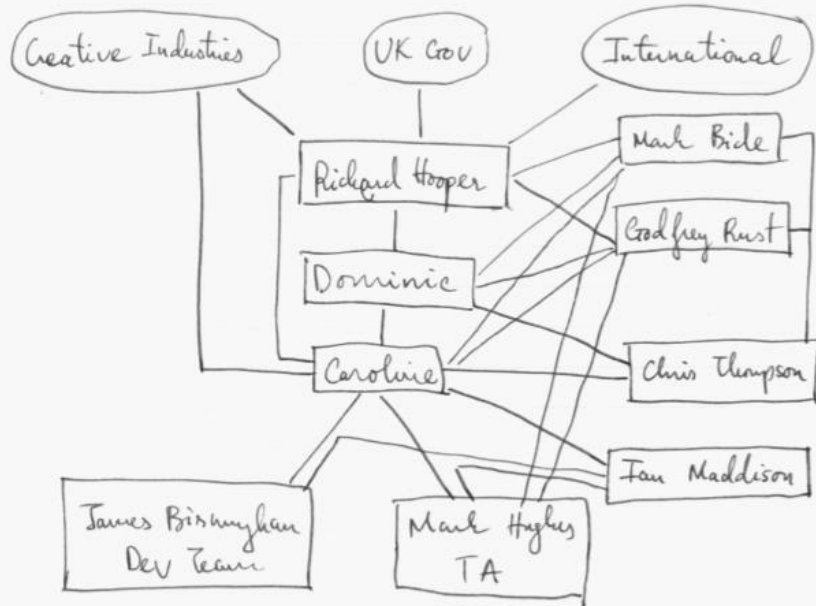 Creative Industries
UK Gov
International
Mark Bide
Richard Hooper
Godfrey Rust
Dominic
Caroline
Chris Thompson
Ian Maddison
James Birmingham
Dev Team
Mark Hughes
TA